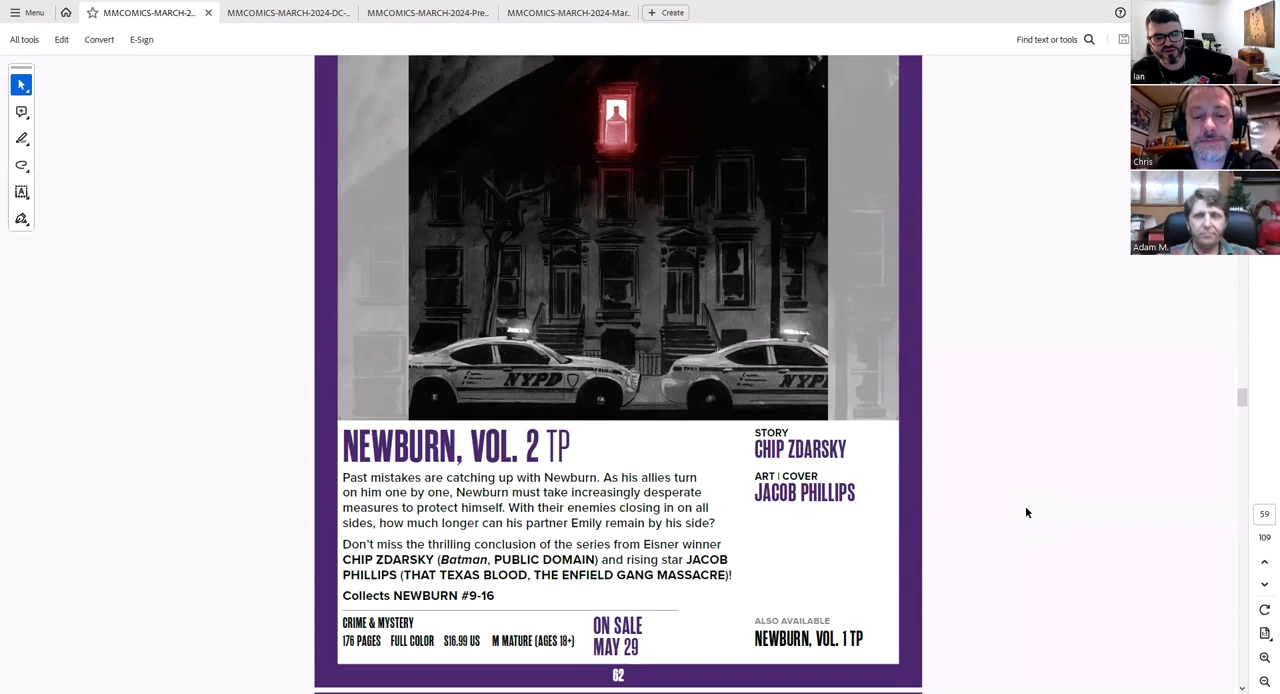 Menu
MMCOMICS-MARCH-2...
MMCOMICS-MARCH-2024-DC-...
MMCOMICS-MARCH-2024-Pre...
MMCOMICS-MARCH-2024-Mar...
+ Create
All tools
Edit
Convert
E-Sign
Find text or tools
Ian
Chris
Adam M.
NYPD
NYP
NEWBURN, VOL. 2 TP
Past mistakes are catching up with Newburn. As his allies turn
on him one by one, Newburn must take increasingly desperate
measures to protect himself. With their enemies closing in on all
sides, how much longer can his partner Emily remain by his side?
Don't miss the thrilling conclusion of the series from Eisner winner
CHIP ZDARSKY (Batman, PUBLIC DOMAIN) and rising star JACOB
PHILLIPS (THAT TEXAS BLOOD, THE ENFIELD GANG MASSACRE)!
Collects NEWBURN #9-16
CRIME & MYSTERY
176 PAGES FULL COLOR $16.99 US M MATURE (AGES 18+)
ON SALE
MAY 29
STORY
CHIP ZDARSKY
ART | COVER
JACOB PHILLIPS
ALSO AVAILABLE
NEWBURN, VOL. 1 TP
62
59
109